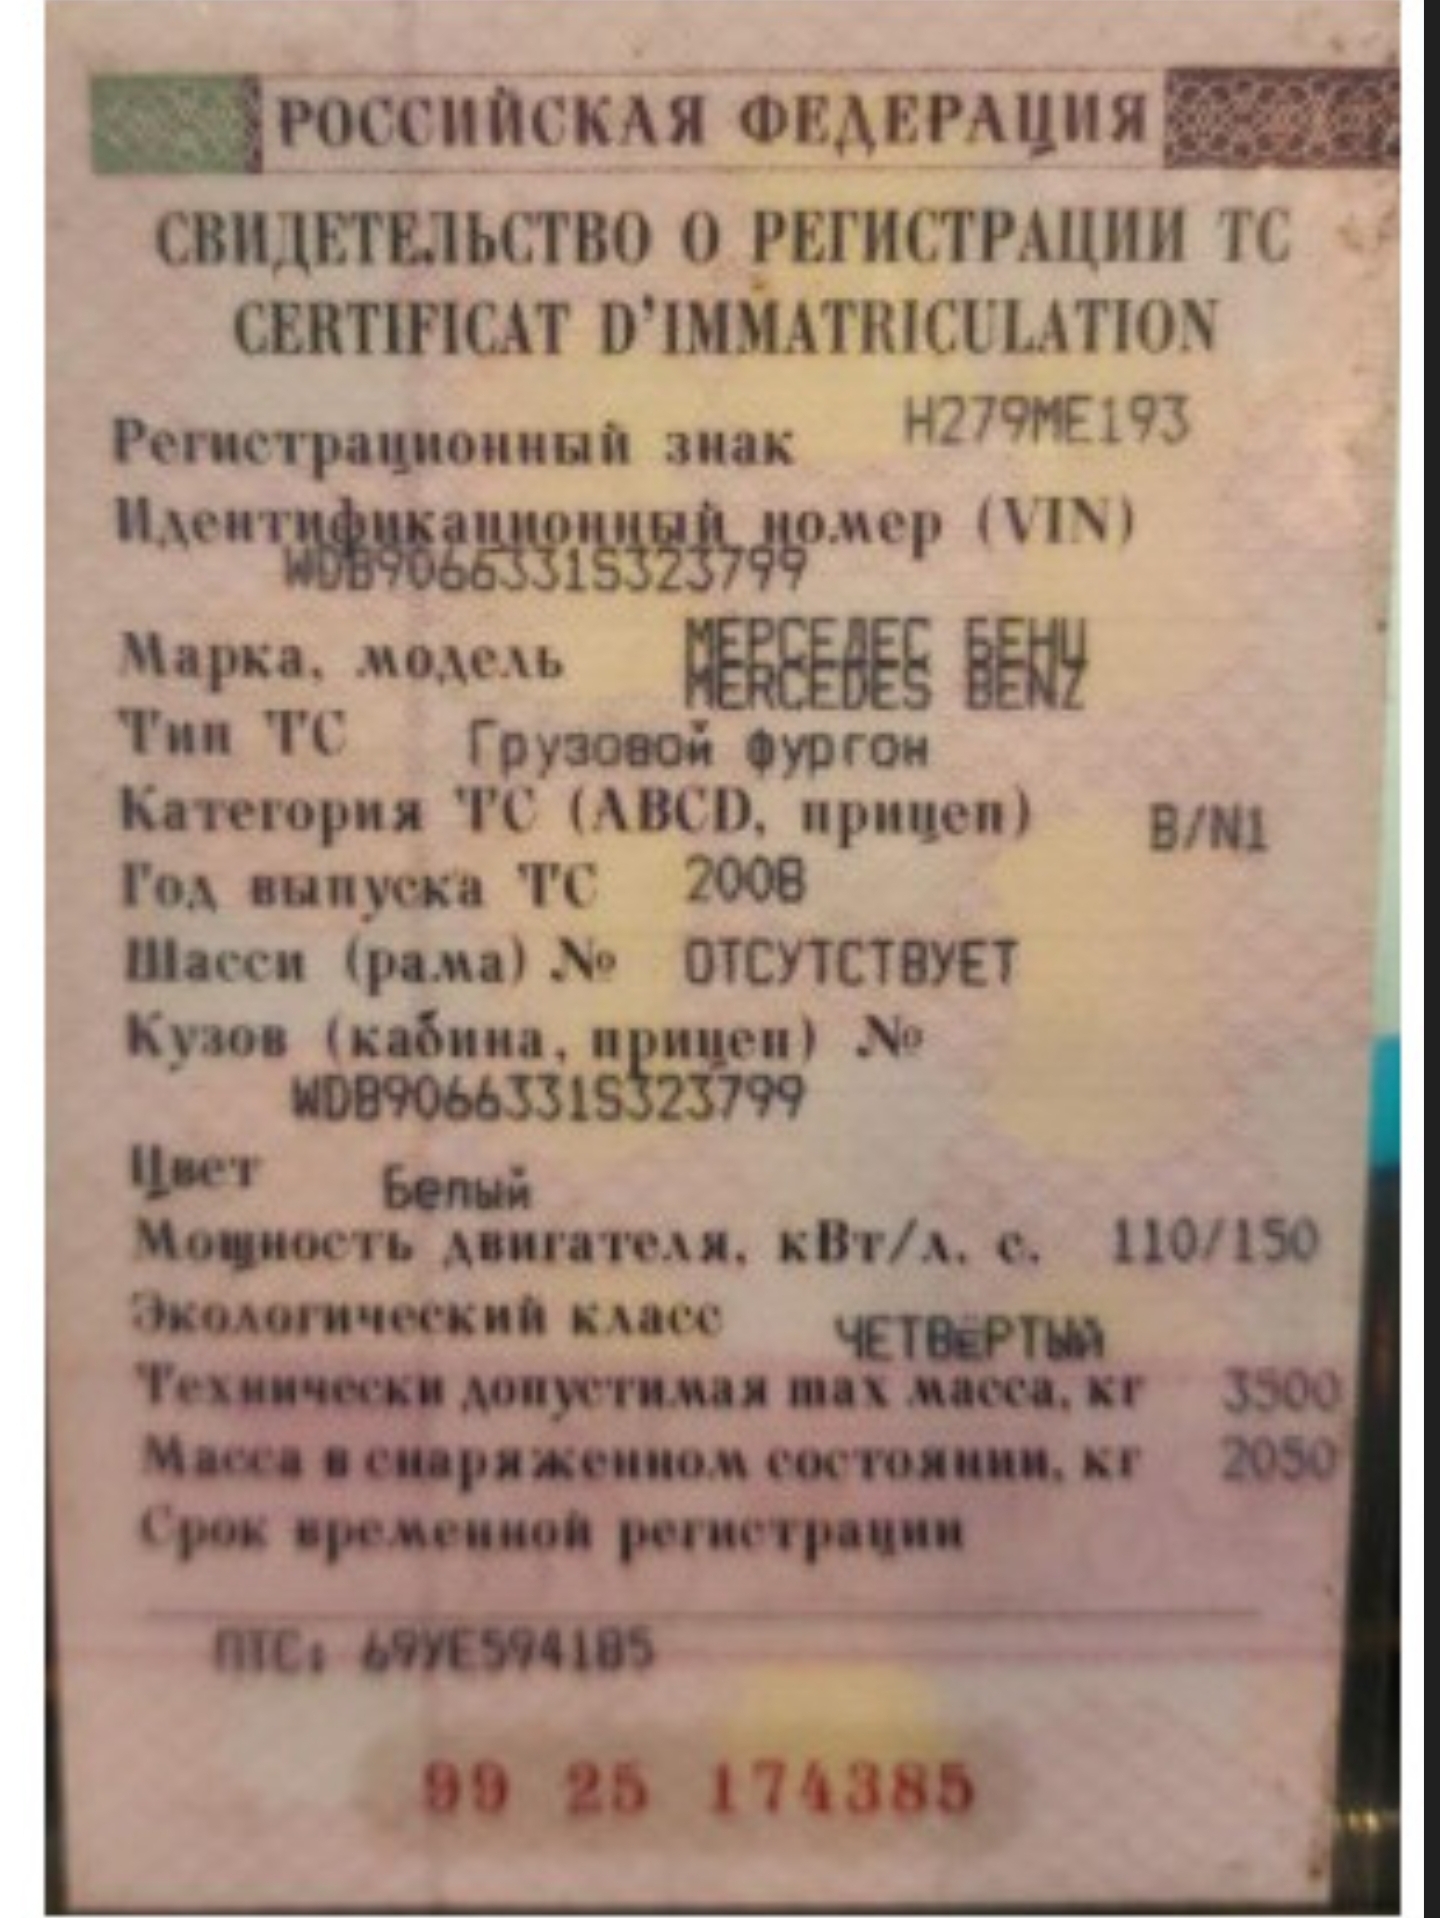 РОССИЙСКАЯ ФЕДЕРАЦИЯ
СВИДЕТЕЛЬСТВО О РЕГИСТРАЦИИ ТС
CERTIFICAT D'IMMATRICULATION
Регистрационный знак Н279МЕ193
Идентификационный номер (VIN)
WDB9066331S323799
Марка, модель МЕРСЕДЕС БЕНЦ
MERCEDES BENZ
Тип ТС Грузовой фургон
Категория ТС (ABCD, прицеп) B/N1
Год выпуска ТС 2008
Шасси (рама) № ОТСУТСТВУЕТ
Кузов (кабина, прицеп) №
WDB9066331S323799
Цвет Белый
Мощность двигателя, кВт/л. с. 110/150
Экологический класс ЧЕТВЁРТЫЙ
Технически допустимая max масса, кг 3500
Масса в снаряженном состоянии, кг 2050
Срок временной регистрации
ПТС: 69УЕ594185
99 25 174385